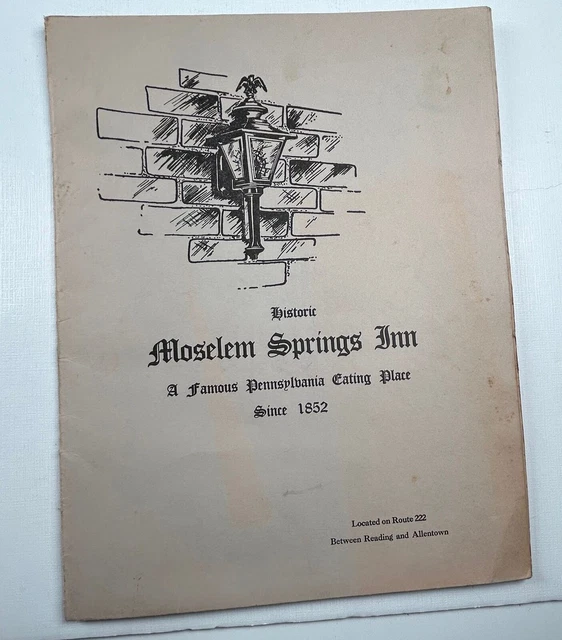 Historic
Moselem Springs Inn
A Famous Pennsylvania Eating Place
Since 1852
Located on Route 222
Between Reading and Allentown